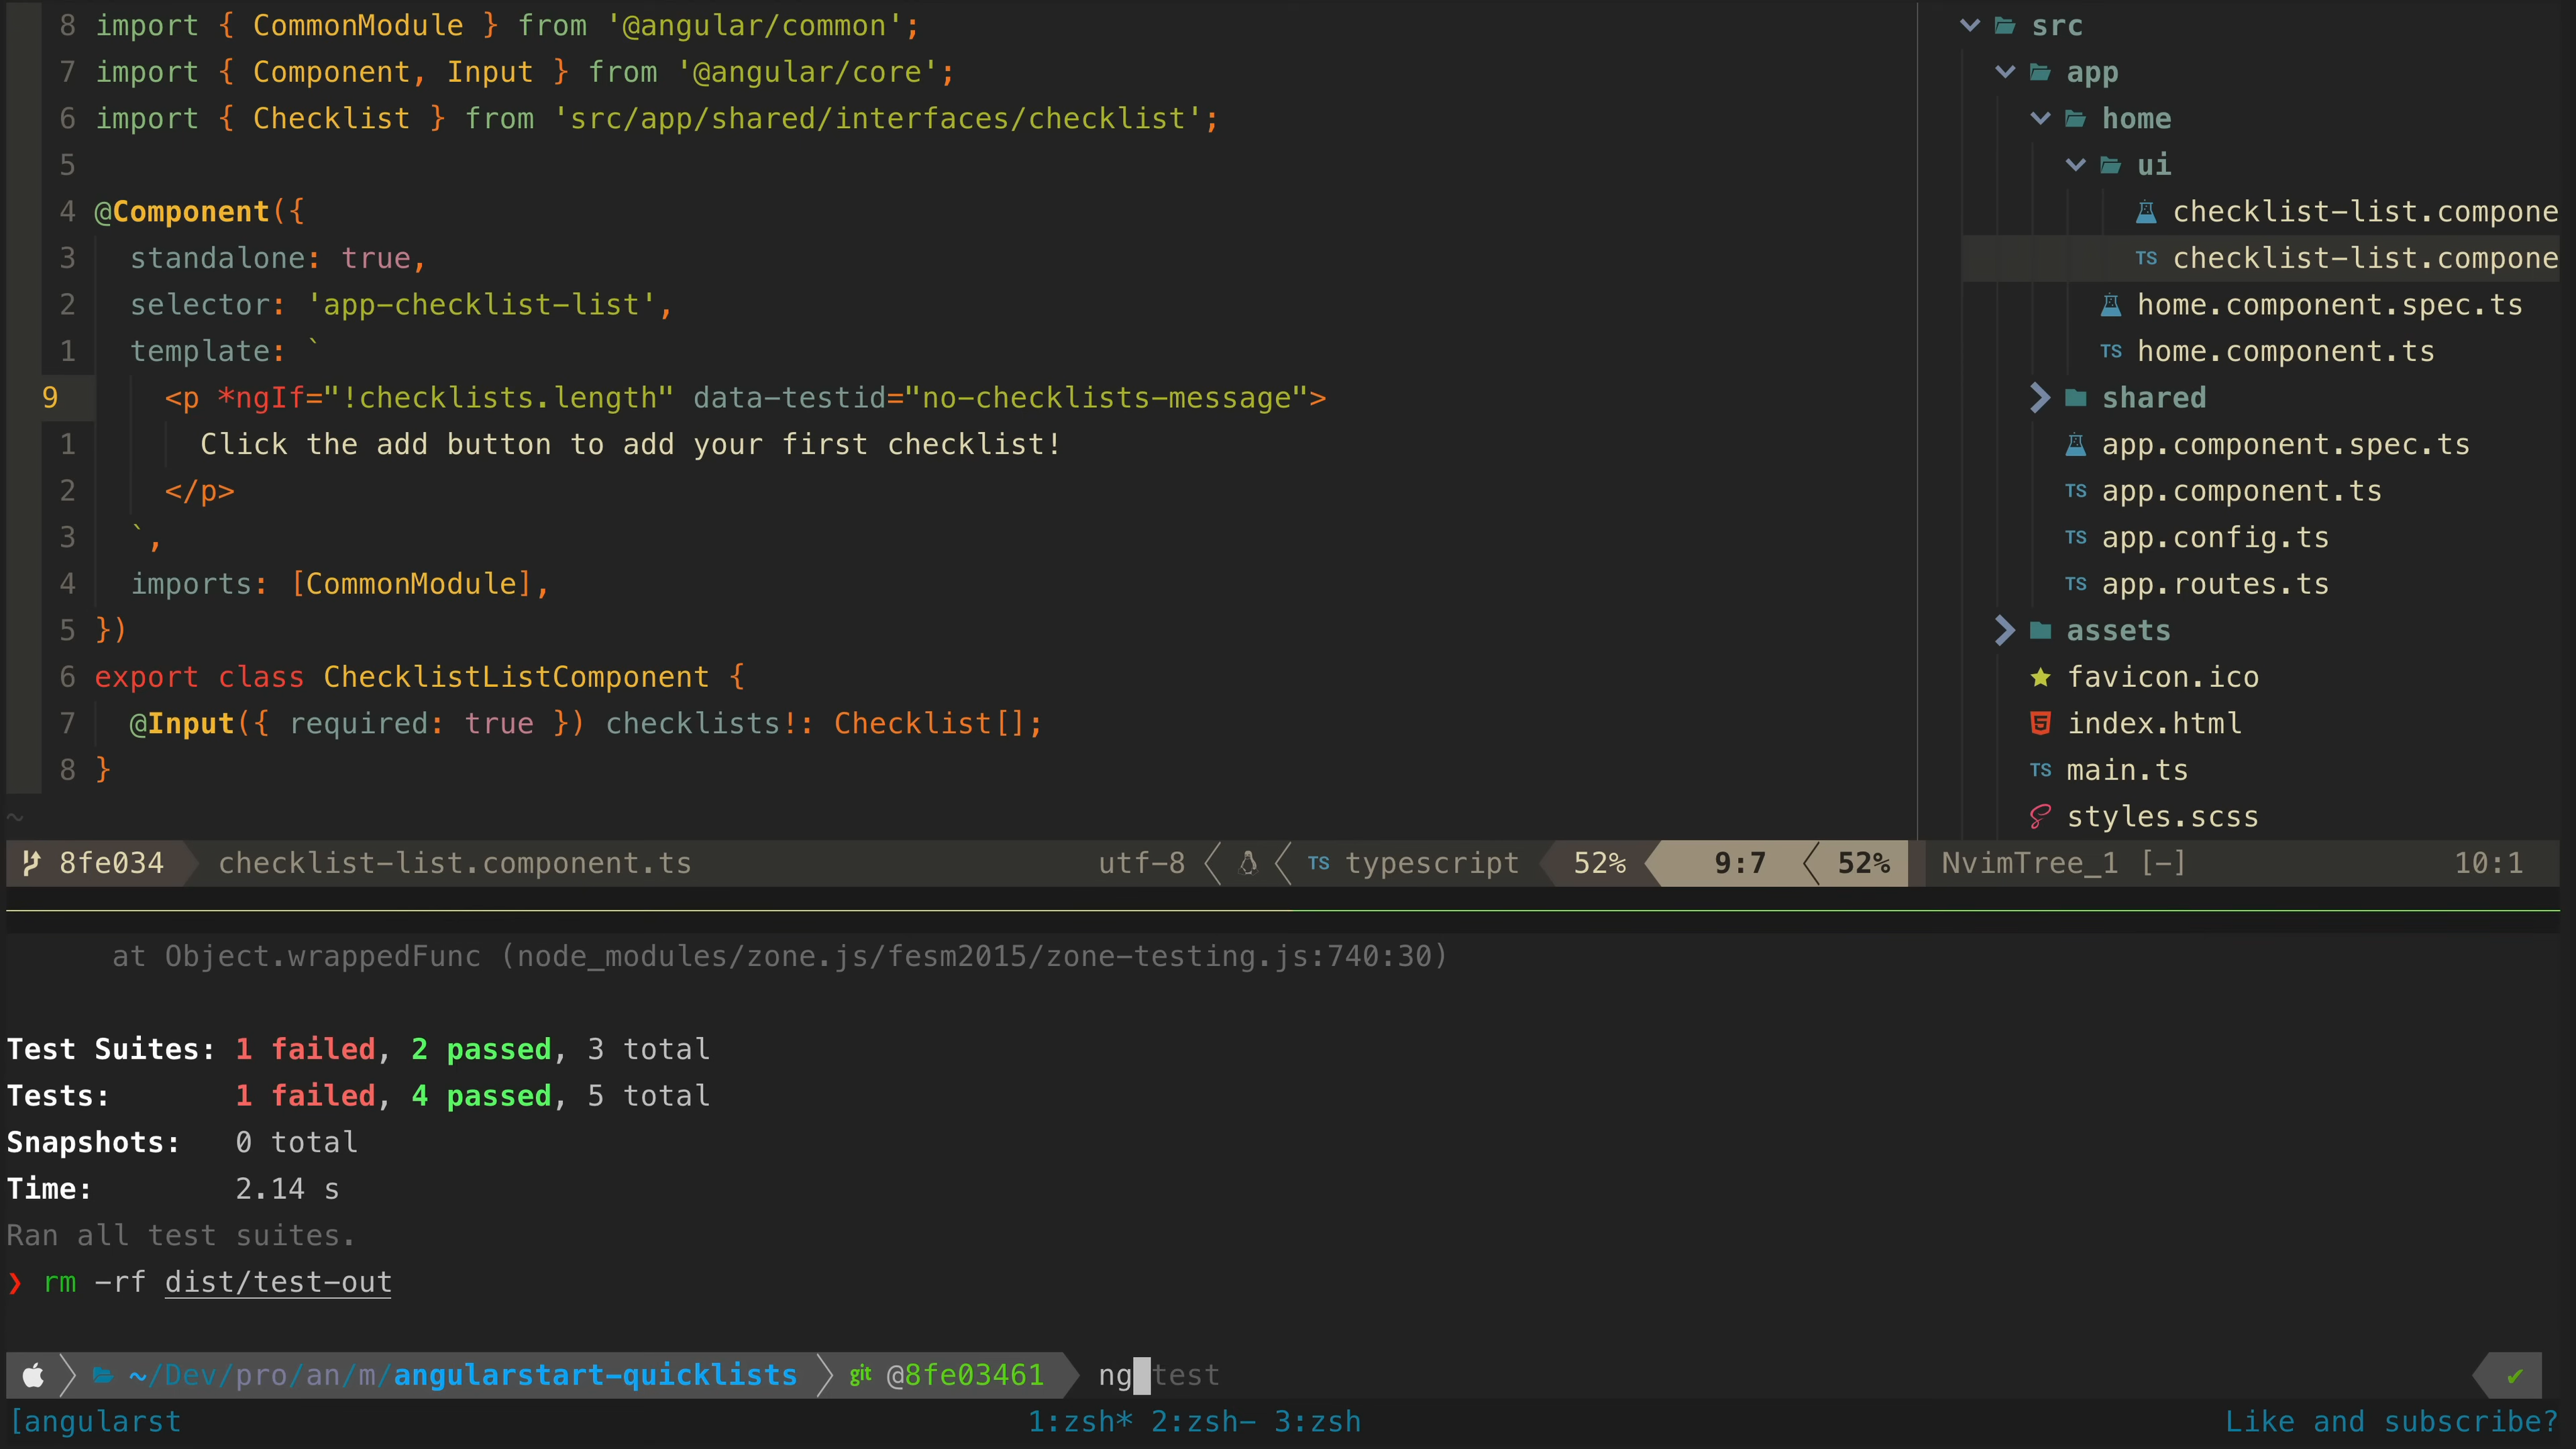 8 import { CommonModule } from '@angular/common';
7 import { Component, Input } from '@angular/core';
6 import { Checklist } from 'src/app/shared/interfaces/checklist';
5
4 @Component({
3 standalone: true,
2 selector: 'app-checklist-list',
1 template: `
9 <p *ngIf="!checklists.length" data-testid="no-checklists-message">
1 Click the add button to add your first checklist!
2 </p>
3 `,
4 imports: [CommonModule],
5 })
6 export class ChecklistListComponent {
7 @Input({ required: true }) checklists!: Checklist[];
8 }
~
src
app
home
ui
checklist-list.compone
TS checklist-list.compone
home.component.spec.ts
TS home.component.ts
shared
app.component.spec.ts
TS app.component.ts
TS app.config.ts
TS app.routes.ts
assets
favicon.ico
5 index.html
TS main.ts
styles.scss
8fe034 checklist-list.component.ts utf-8 TS typescript 52% 9:7 52% NvimTree_1 [-] 10:1
at Object.wrappedFunc (node_modules/zone.js/fesm2015/zone-testing.js:740:30)
Test Suites: 1 failed, 2 passed, 3 total
Tests: 1 failed, 4 passed, 5 total
Snapshots: 0 total
Time: 2.14 s
Ran all test suites.
❯ rm -rf dist/test-out
~/Dev/pro/an/m/angularstart-quicklists git @8fe03461 ng test ✔
[angularst 1:zsh* 2:zsh- 3:zsh Like and subscribe?